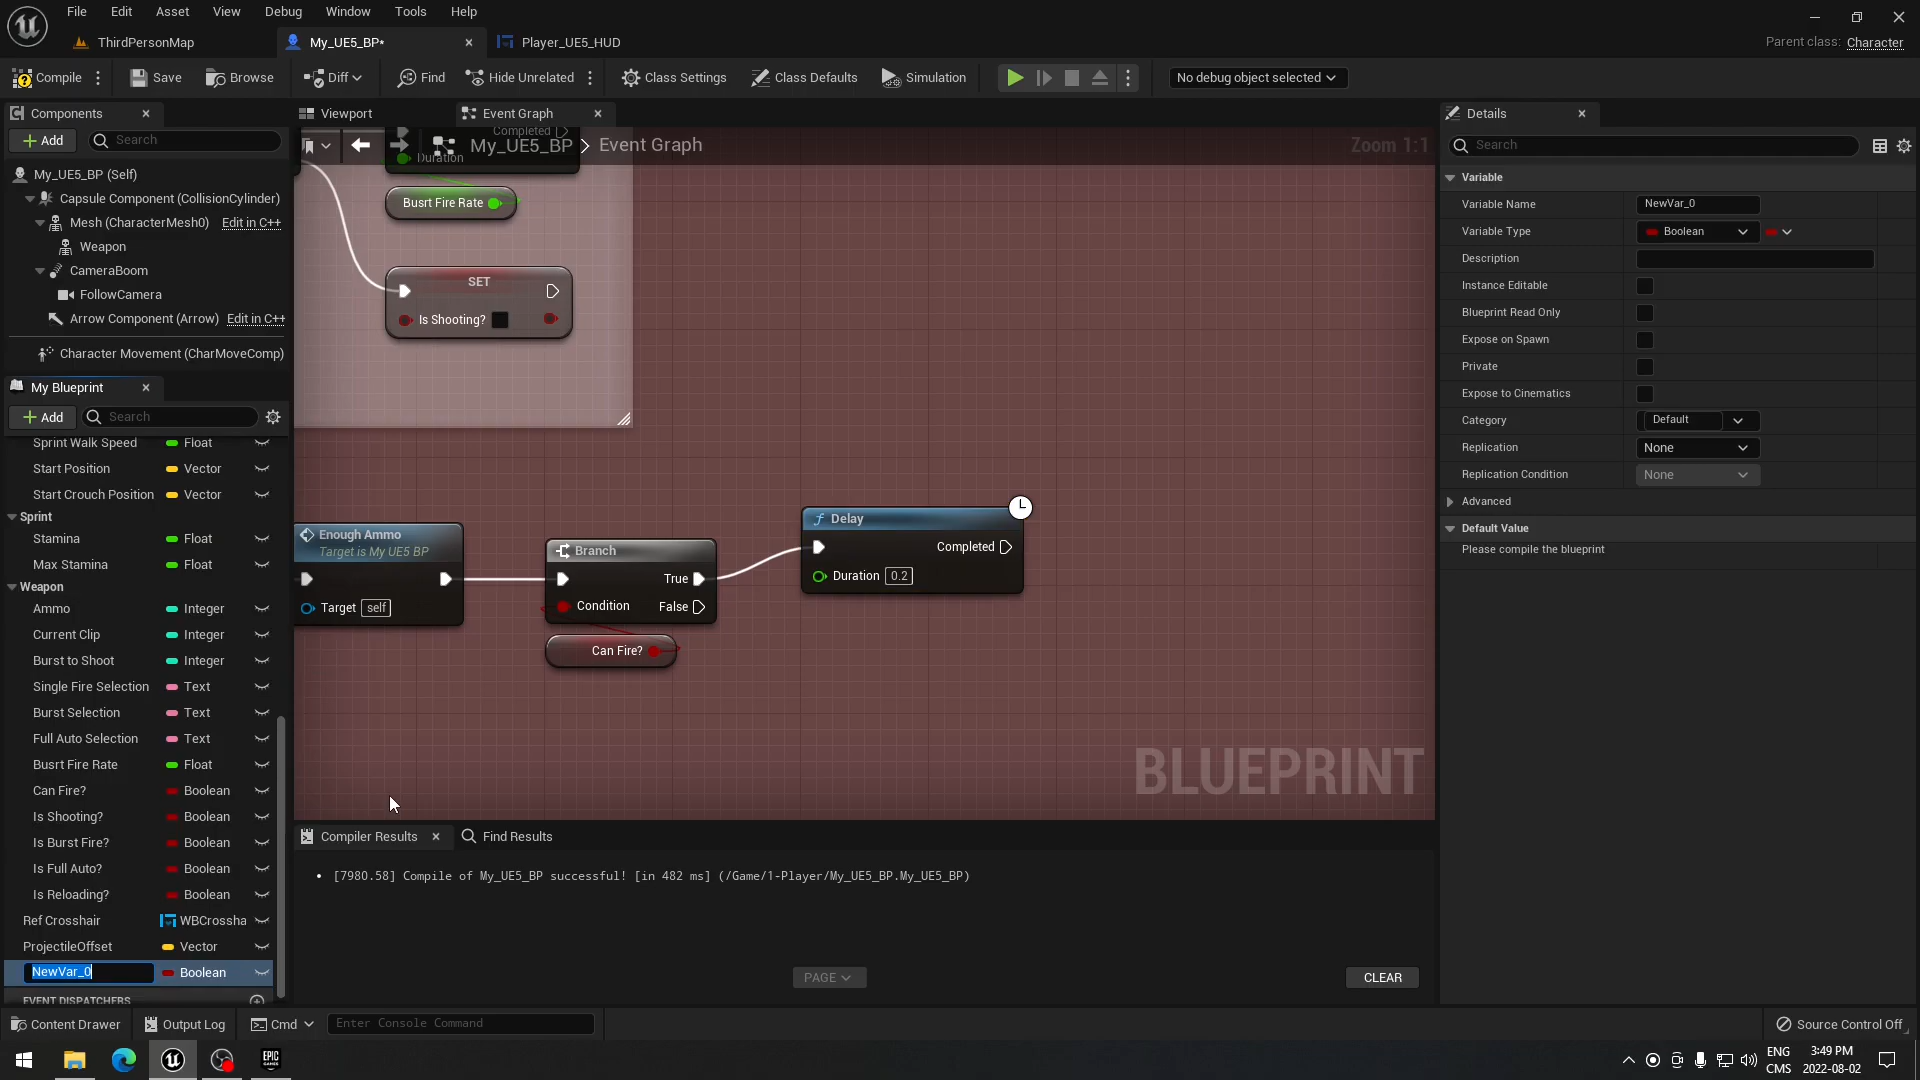 File Edit Asset View Debug Window Tools Help
ThirdPersonMap
My_UE5_BP*
Player_UE5_HUD
Parent class: Character
Compile
Save
Browse
Diff
Find
Hide Unrelated
Class Settings
Class Defaults
Simulation
No debug object selected
Components
Add
Search
My_UE5_BP (Self)
Capsule Component (CollisionCylinder)
Mesh (CharacterMesh0) Edit in C++
Weapon
CameraBoom
FollowCamera
Arrow Component (Arrow) Edit in C++
Character Movement (CharMoveComp)
My Blueprint
Add
Search
Sprint Walk Speed Float
Start Position Vector
Start Crouch Position Vector
Sprint
Stamina Float
Max Stamina Float
Weapon
Ammo Integer
Current Clip Integer
Burst to Shoot Integer
Single Fire Selection Text
Burst Selection Text
Full Auto Selection Text
Busrt Fire Rate Float
Can Fire? Boolean
Is Shooting? Boolean
Is Burst Fire? Boolean
Is Full Auto? Boolean
Is Reloading? Boolean
Ref Crosshair WBCrossha
ProjectileOffset Vector
NewVar_0 Boolean
EVENT DISPATCHERS
Viewport
Event Graph
My_UE5_BP > Event Graph
Zoom 1:1
Completed
Duration
Busrt Fire Rate
SET
Is Shooting?
Enough Ammo
Target is My UE5 BP
Target self
Branch
True
Condition False
Can Fire?
Delay
Completed
Duration 0.2
BLUEPRINT
Compiler Results
Find Results
[7980.58] Compile of My_UE5_BP successful! [in 482 ms] (/Game/1-Player/My_UE5_BP.My_UE5_BP)
PAGE
CLEAR
Details
Search
Variable
Variable Name NewVar_0
Variable Type Boolean
Description
Instance Editable
Blueprint Read Only
Expose on Spawn
Private
Expose to Cinematics
Category Default
Replication None
Replication Condition None
Advanced
Default Value
Please compile the blueprint
Content Drawer
Output Log
Cmd
Enter Console Command
Source Control Off
EPIC
GAMES
ENG
CMS
3:49 PM
2022-08-02